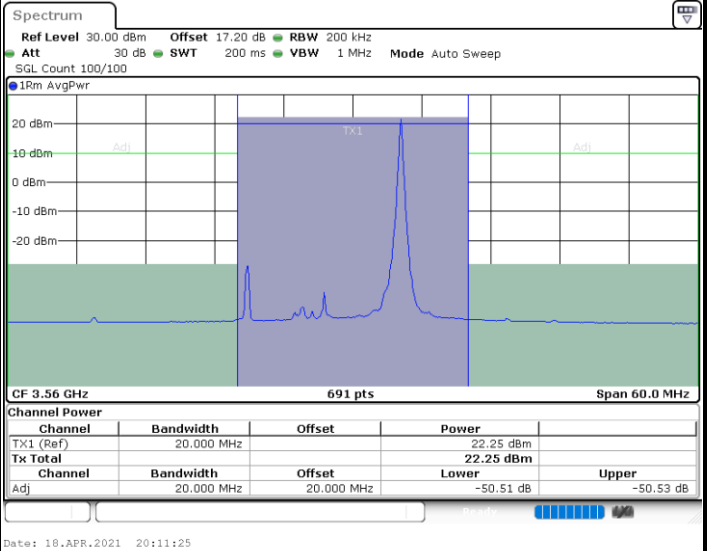 Spectrum
Ref Level 30.00 dBm Offset 17.20 dB RBW 200 kHz
Att 30 dB SWT 200 ms VBW 1 MHz Mode Auto Sweep
SGL Count 100/100
1Rm AvgPwr
20 dBm
TX1
Adj Adj
10 dBm
0 dBm
-10 dBm
-20 dBm
CF 3.56 GHz 691 pts Span 60.0 MHz
Channel Power
Channel Bandwidth Offset Power
TX1 (Ref) 20.000 MHz 22.25 dBm
Tx Total 22.25 dBm
Channel Bandwidth Offset Lower Upper
Adj 20.000 MHz 20.000 MHz -50.51 dB -50.53 dB
Ready
Date: 18.APR.2021 20:11:25